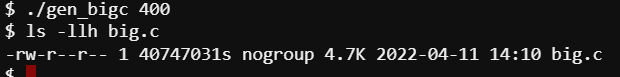 $ ./gen_bigc 400
$ ls -llh big.c
-rw-r--r-- 1 40747031s nogroup 4.7K 2022-04-11 14:10 big.c
$